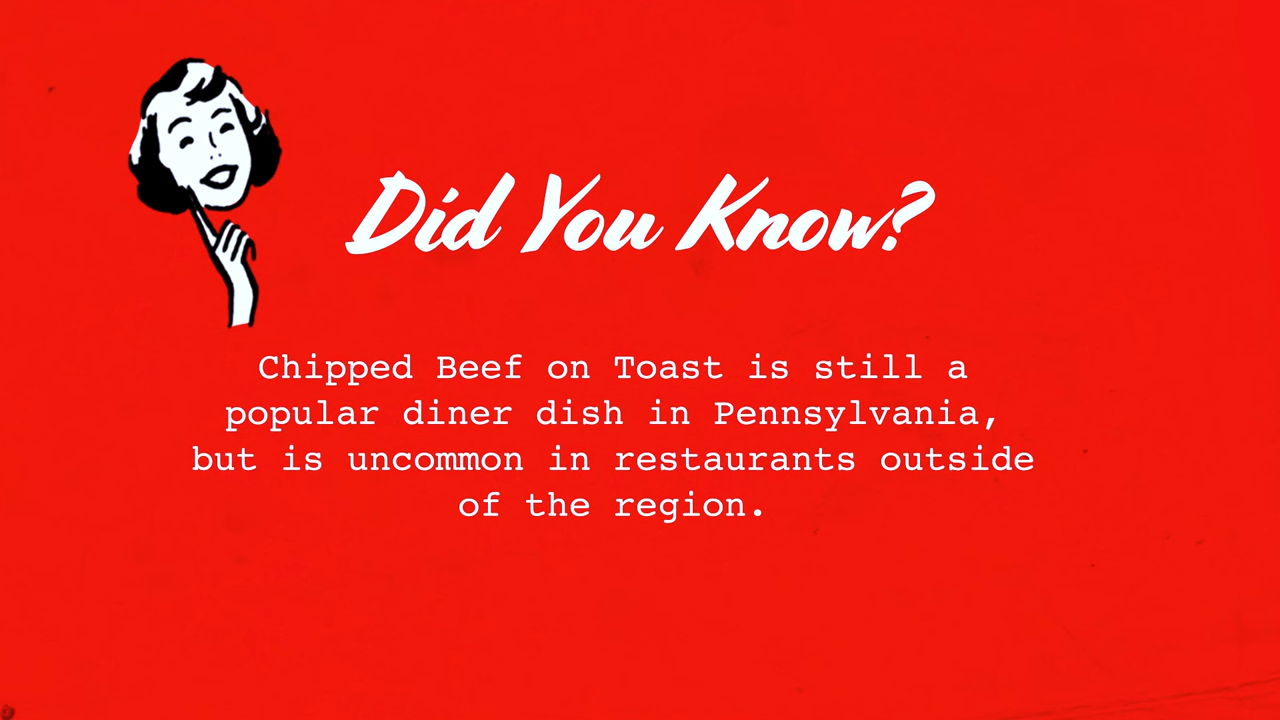 Did You Know?
Chipped Beef on Toast is still a
popular diner dish in Pennsylvania,
but is uncommon in restaurants outside
of the region.